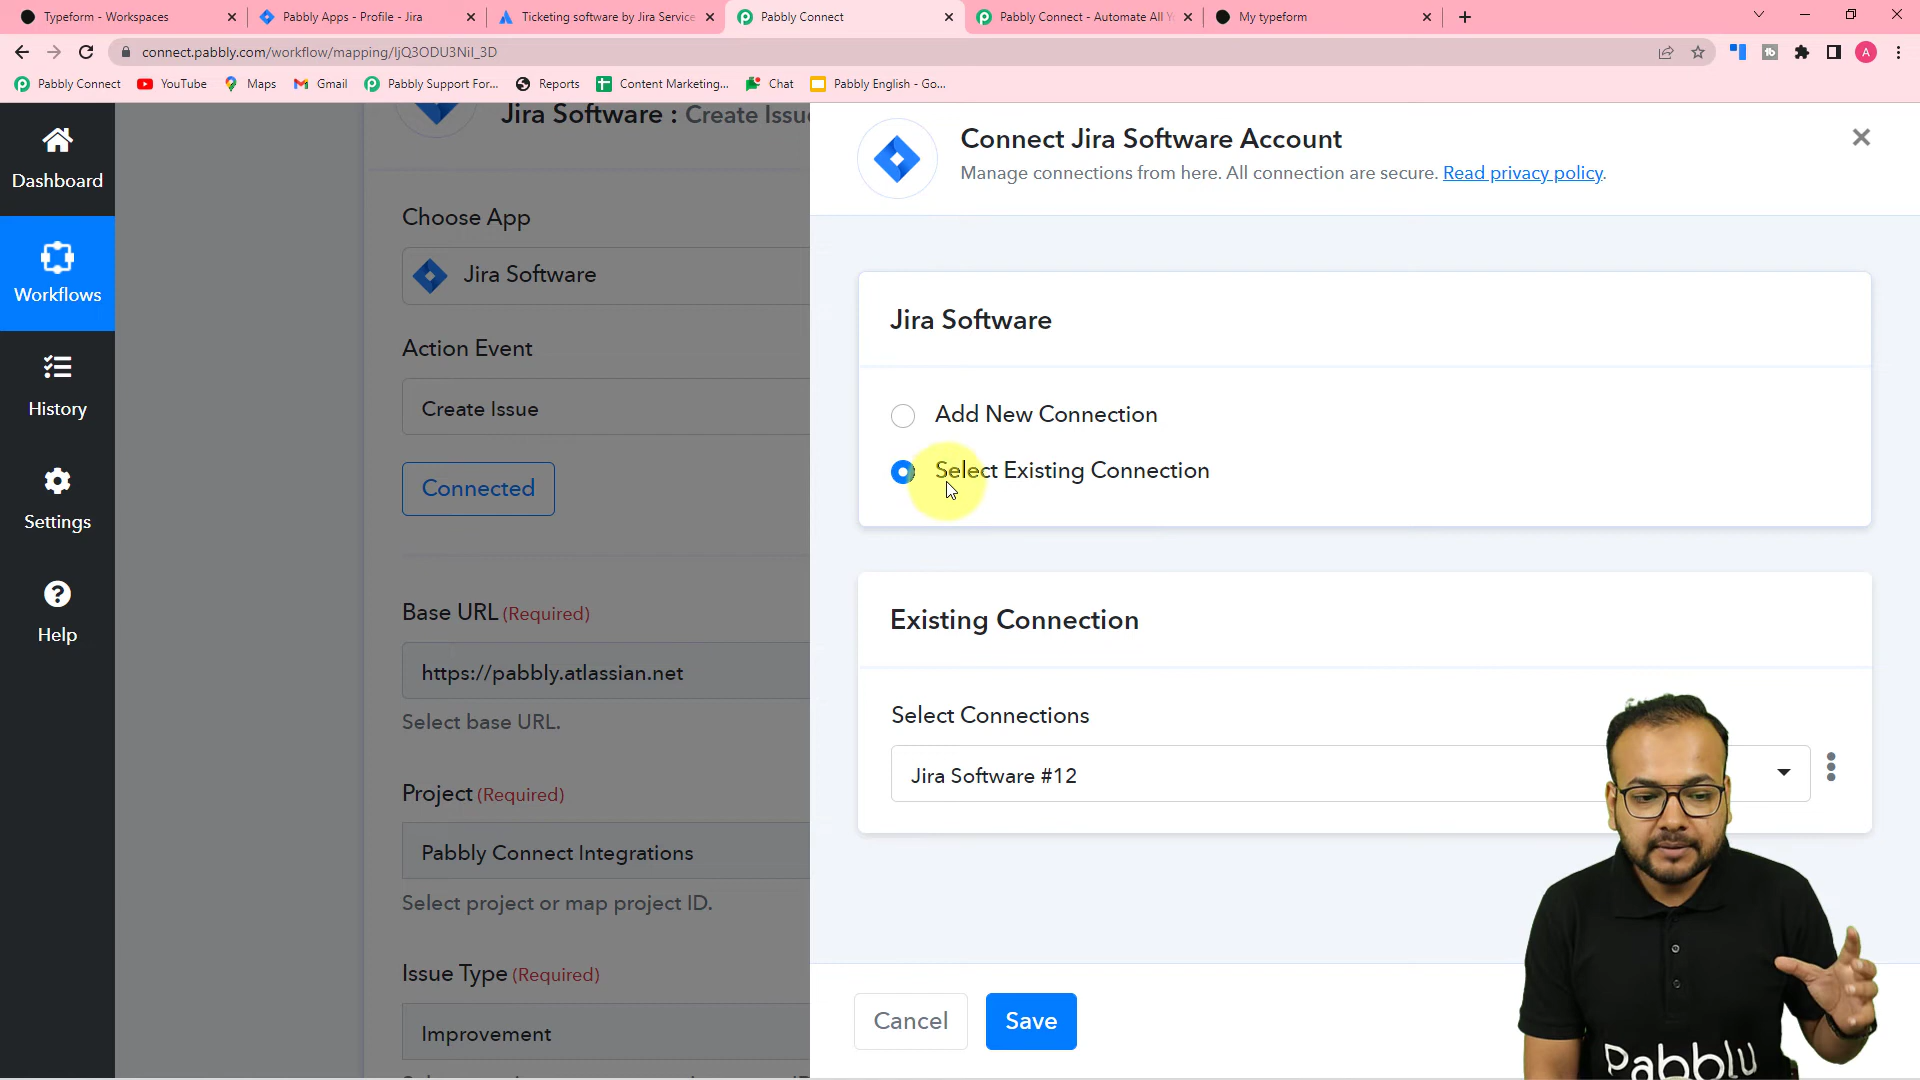 Typeform - Workspaces
Pabbly Apps - Profile - Jira
Ticketing software by Jira Service
Pabbly Connect
Pabbly Connect - Automate All Y
My typeform
connect.pabbly.com/workflow/mapping/IjQ3ODU3NiI_3D
A
Pabbly Connect
YouTube
Maps
Gmail
Pabbly Support For...
Reports
Content Marketing...
Chat
Pabbly English - Go...
Dashboard
Workflows
History
Settings
Help
Jira Software : Create Issu
Choose App
Jira Software
Action Event
Create Issue
Connected
Base URL (Required)
https://pabbly.atlassian.net
Select base URL.
Project (Required)
Pabbly Connect Integrations
Select project or map project ID.
Issue Type (Required)
Improvement
Connect Jira Software Account
Manage connections from here. All connection are secure. Read privacy policy.
Jira Software
Add New Connection
Select Existing Connection
Existing Connection
Select Connections
Jira Software #12
Cancel
Save
Pabblu